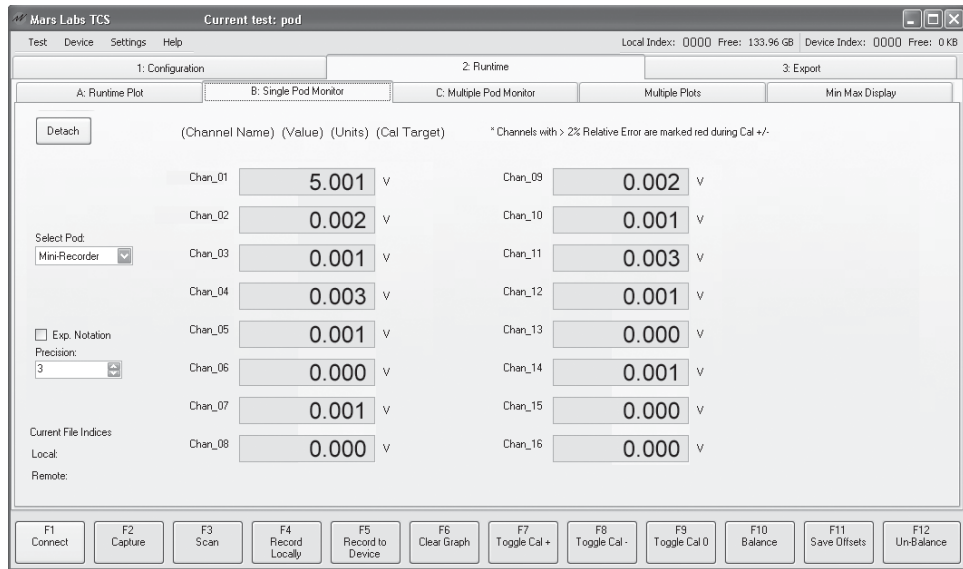 Mars Labs TCS Current test: pod
Test Device Settings Help Local Index: 0000 Free: 133.96 GB Device Index: 0000 Free: 0 KB
1: Configuration 2: Runtime 3: Export
A: Runtime Plot B: Single Pod Monitor C: Multiple Pod Monitor Multiple Plots Min Max Display
Detach (Channel Name) (Value) (Units) (Cal Target) * Channels with > 2% Relative Error are marked red during Cal +/-
Chan_01 5.001 V Chan_09 0.002 V
Chan_02 0.002 V Chan_10 0.001 V
Select Pod:
Mini-Recorder Chan_03 0.001 V Chan_11 0.003 V
Chan_04 0.003 V Chan_12 0.001 V
Exp. Notation Chan_05 0.001 V Chan_13 0.000 V
Precision:
3 Chan_06 0.000 V Chan_14 0.001 V
Chan_07 0.001 V Chan_15 0.000 V
Current File Indices
Local: Chan_08 0.000 V Chan_16 0.000 V
Remote:
F1 F2 F3 F4 F5 F6 F7 F8 F9 F10 F11 F12
Connect Capture Scan Record Locally Record to Device Clear Graph Toggle Cal + Toggle Cal - Toggle Cal 0 Balance Save Offsets Un-Balance